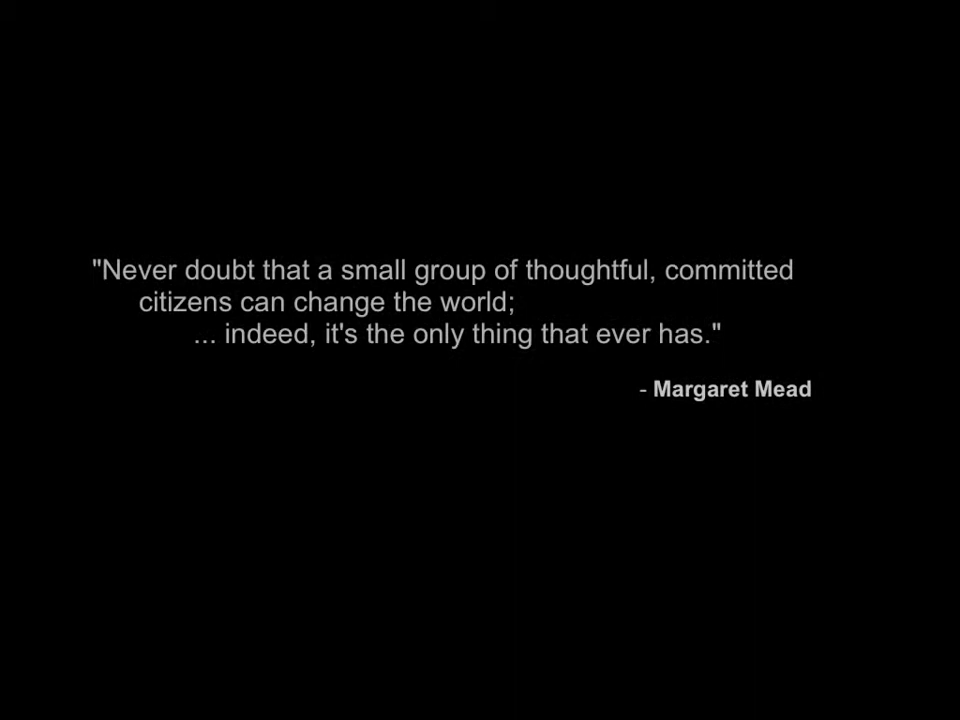 "Never doubt that a small group of thoughtful, committed
citizens can change the world;
... indeed, it's the only thing that ever has."
- Margaret Mead